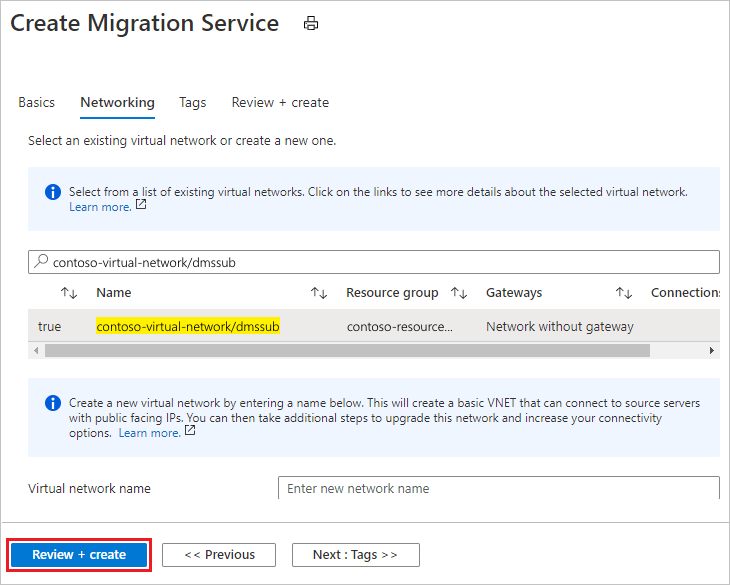 Create Migration Service
Basics Networking Tags Review + create
Select an existing virtual network or create a new one.
Select from a list of existing virtual networks. Click on the links to see more details about the selected virtual network.
Learn more.
contoso-virtual-network/dmssub
Name Resource group Gateways Connections
true contoso-virtual-network/dmssub contoso-resource... Network without gateway
Create a new virtual network by entering a name below. This will create a basic VNET that can connect to source servers
with public facing IPs. You can then take additional steps to upgrade this network and increase your connectivity
options. Learn more.
Virtual network name Enter new network name
Review + create << Previous Next : Tags >>